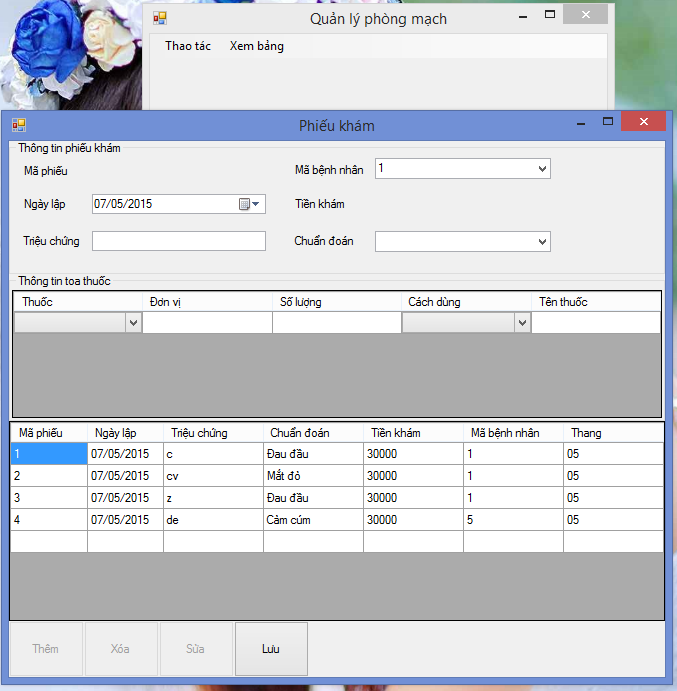 Quản lý phòng mạch
Thao tác Xem bảng
Phiếu khám
Thông tin phiếu khám
Mã phiếu Mã bệnh nhân 1
Ngày lập 07/05/2015 Tiền khám
Triệu chứng Chuẩn đoán
Thông tin toa thuốc
Thuốc Đơn vị Số lượng Cách dùng Tên thuốc
Mã phiếu Ngày lập Triệu chứng Chuẩn đoán Tiền khám Mã bệnh nhân Thang
1 07/05/2015 c Đau đầu 30000 1 05
2 07/05/2015 cv Mắt đỏ 30000 1 05
3 07/05/2015 z Đau đầu 30000 1 05
4 07/05/2015 de Cảm cúm 30000 5 05
Thêm Xóa Sửa Lưu